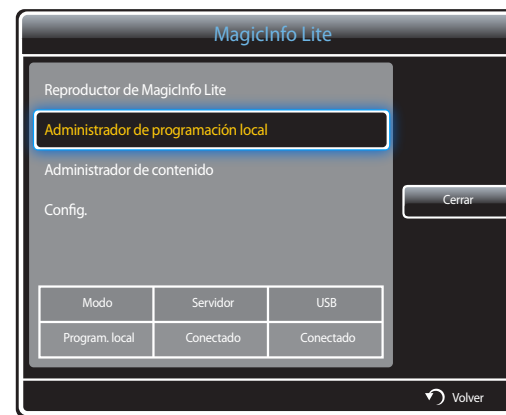 MagicInfo Lite
Reproductor de MagicInfo Lite
Administrador de programación local
Administrador de contenido
Config.
Cerrar
Modo Servidor USB
Program. local Conectado Conectado
Volver